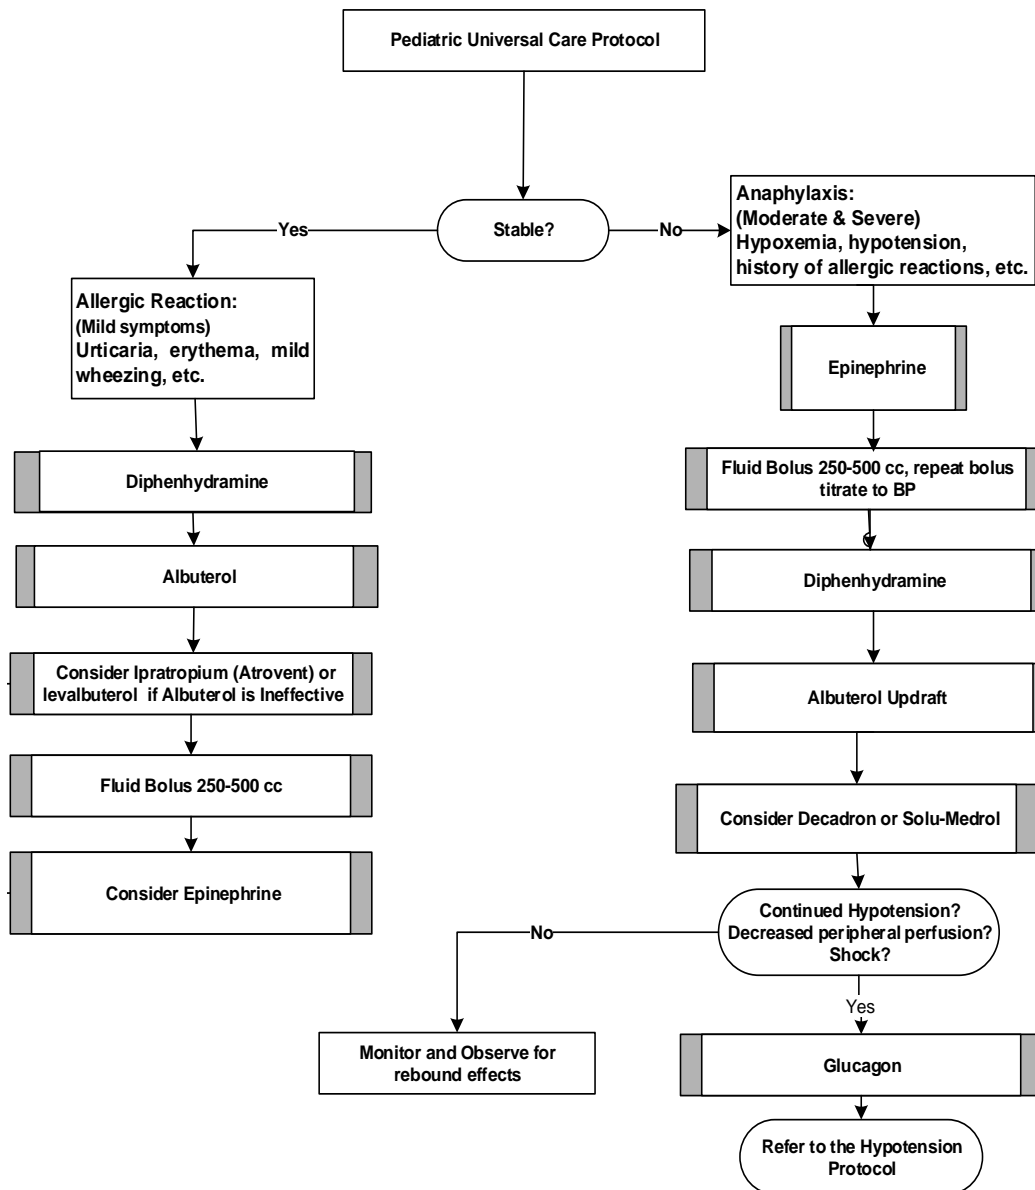 Pediatric Universal Care Protocol
Stable?
Yes
No
Anaphylaxis:
(Moderate & Severe)
Hypoxemia, hypotension,
history of allergic reactions, etc.
Allergic Reaction:
(Mild symptoms)
Urticaria, erythema, mild
wheezing, etc.
Diphenhydramine
Albuterol
Consider Ipratropium (Atrovent) or
levalbuterol if Albuterol is Ineffective
Fluid Bolus 250-500 cc
Consider Epinephrine
Epinephrine
Fluid Bolus 250-500 cc, repeat bolus
titrate to BP
Diphenhydramine
Albuterol Updraft
Consider Decadron or Solu-Medrol
Continued Hypotension?
Decreased peripheral perfusion?
Shock?
No
Monitor and Observe for
rebound effects
Yes
Glucagon
Refer to the Hypotension
Protocol